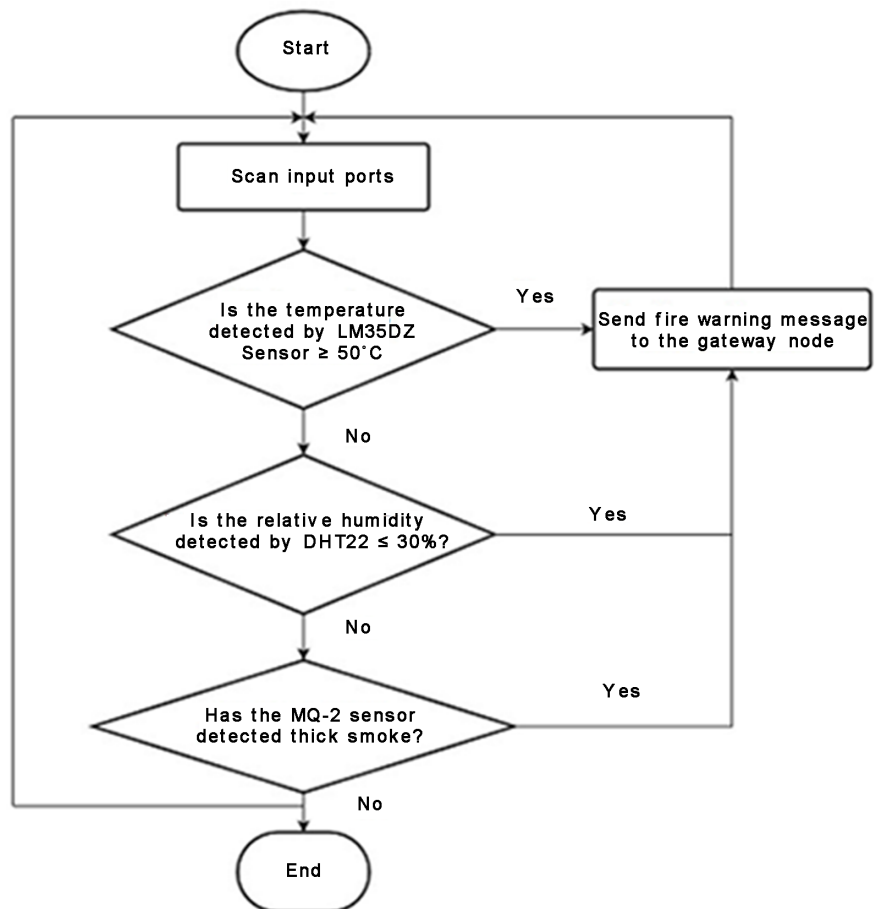 Start
Scan input ports
Is the temperature
detected by LM35DZ
Sensor ≥ 50°C
Yes
Send fire warning message
to the gateway node
No
Is the relative humidity
detected by DHT22 ≤ 30%?
Yes
No
Has the MQ-2 sensor
detected thick smoke?
Yes
No
End